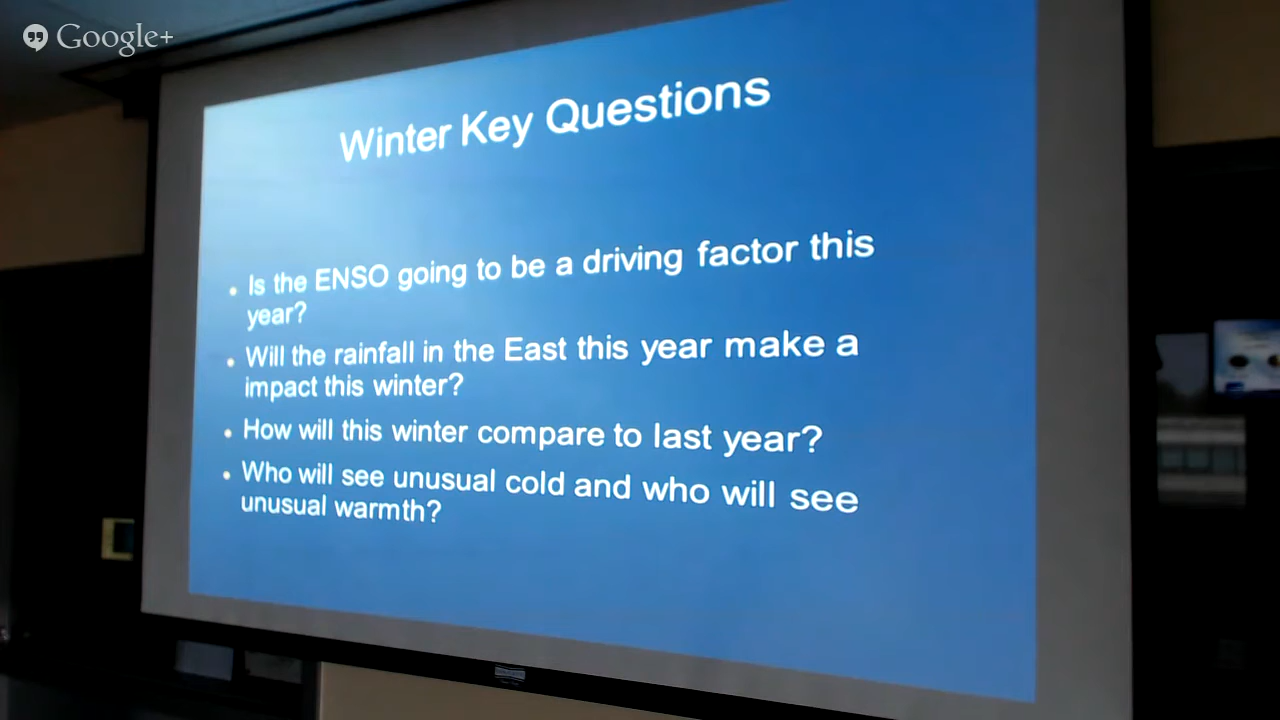 Google+
Winter Key Questions
• Is the ENSO going to be a driving factor this
year?
• Will the rainfall in the East this year make a
impact this winter?
• How will this winter compare to last year?
• Who will see unusual cold and who will see
unusual warmth?